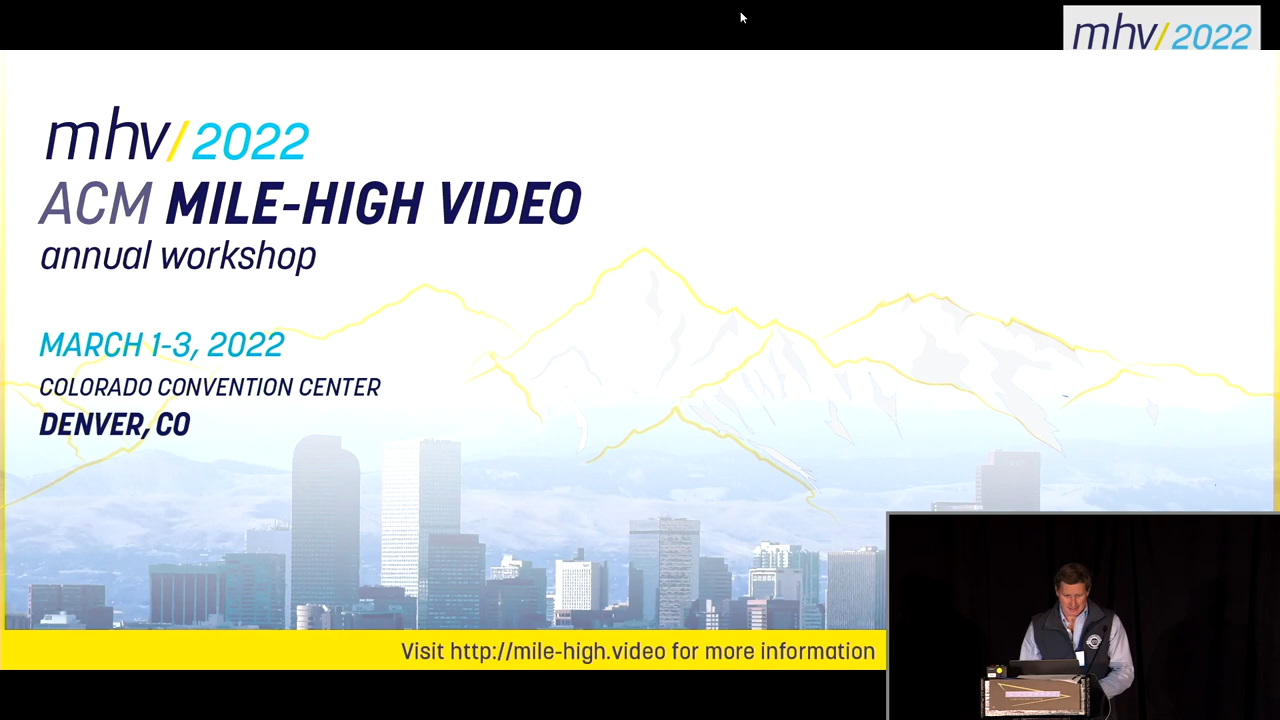 mhv/2022
mhv/2022
ACM MILE-HIGH VIDEO
annual workshop
MARCH 1-3, 2022
COLORADO CONVENTION CENTER
DENVER, CO
Visit http://mile-high.video for more information